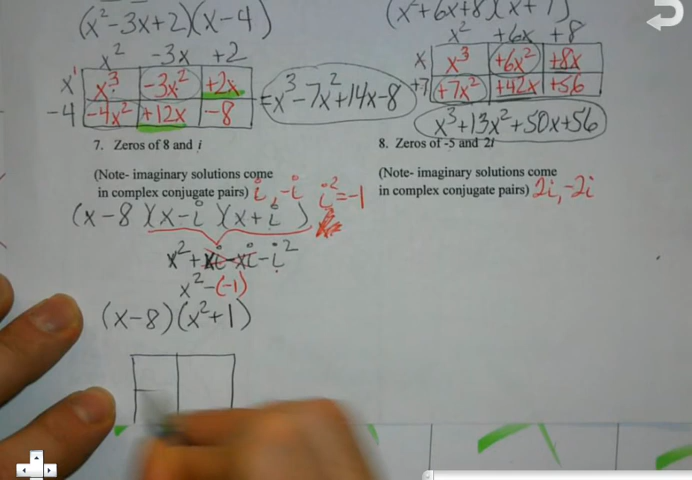 (x²-3x+2)(x-4)
x² -3x +2
x x³ -3x² +2x
-4 -4x² +12x -8
=x³-7x²+14x-8
(x²+6x+8)(x+7)
x² +6x +8
x x³ +6x² +8x
+7 +7x² +42x +56
x³+13x²+50x+56
7. Zeros of 8 and i
(Note- imaginary solutions come
in complex conjugate pairs) i, -i i²=-1
(x-8)(x-i)(x+i)
x²+xi-xi-i²
x²-(-1)
(x-8)(x²+1)
8. Zeros of -5 and 2i
(Note- imaginary solutions come
in complex conjugate pairs) 2i,-2i